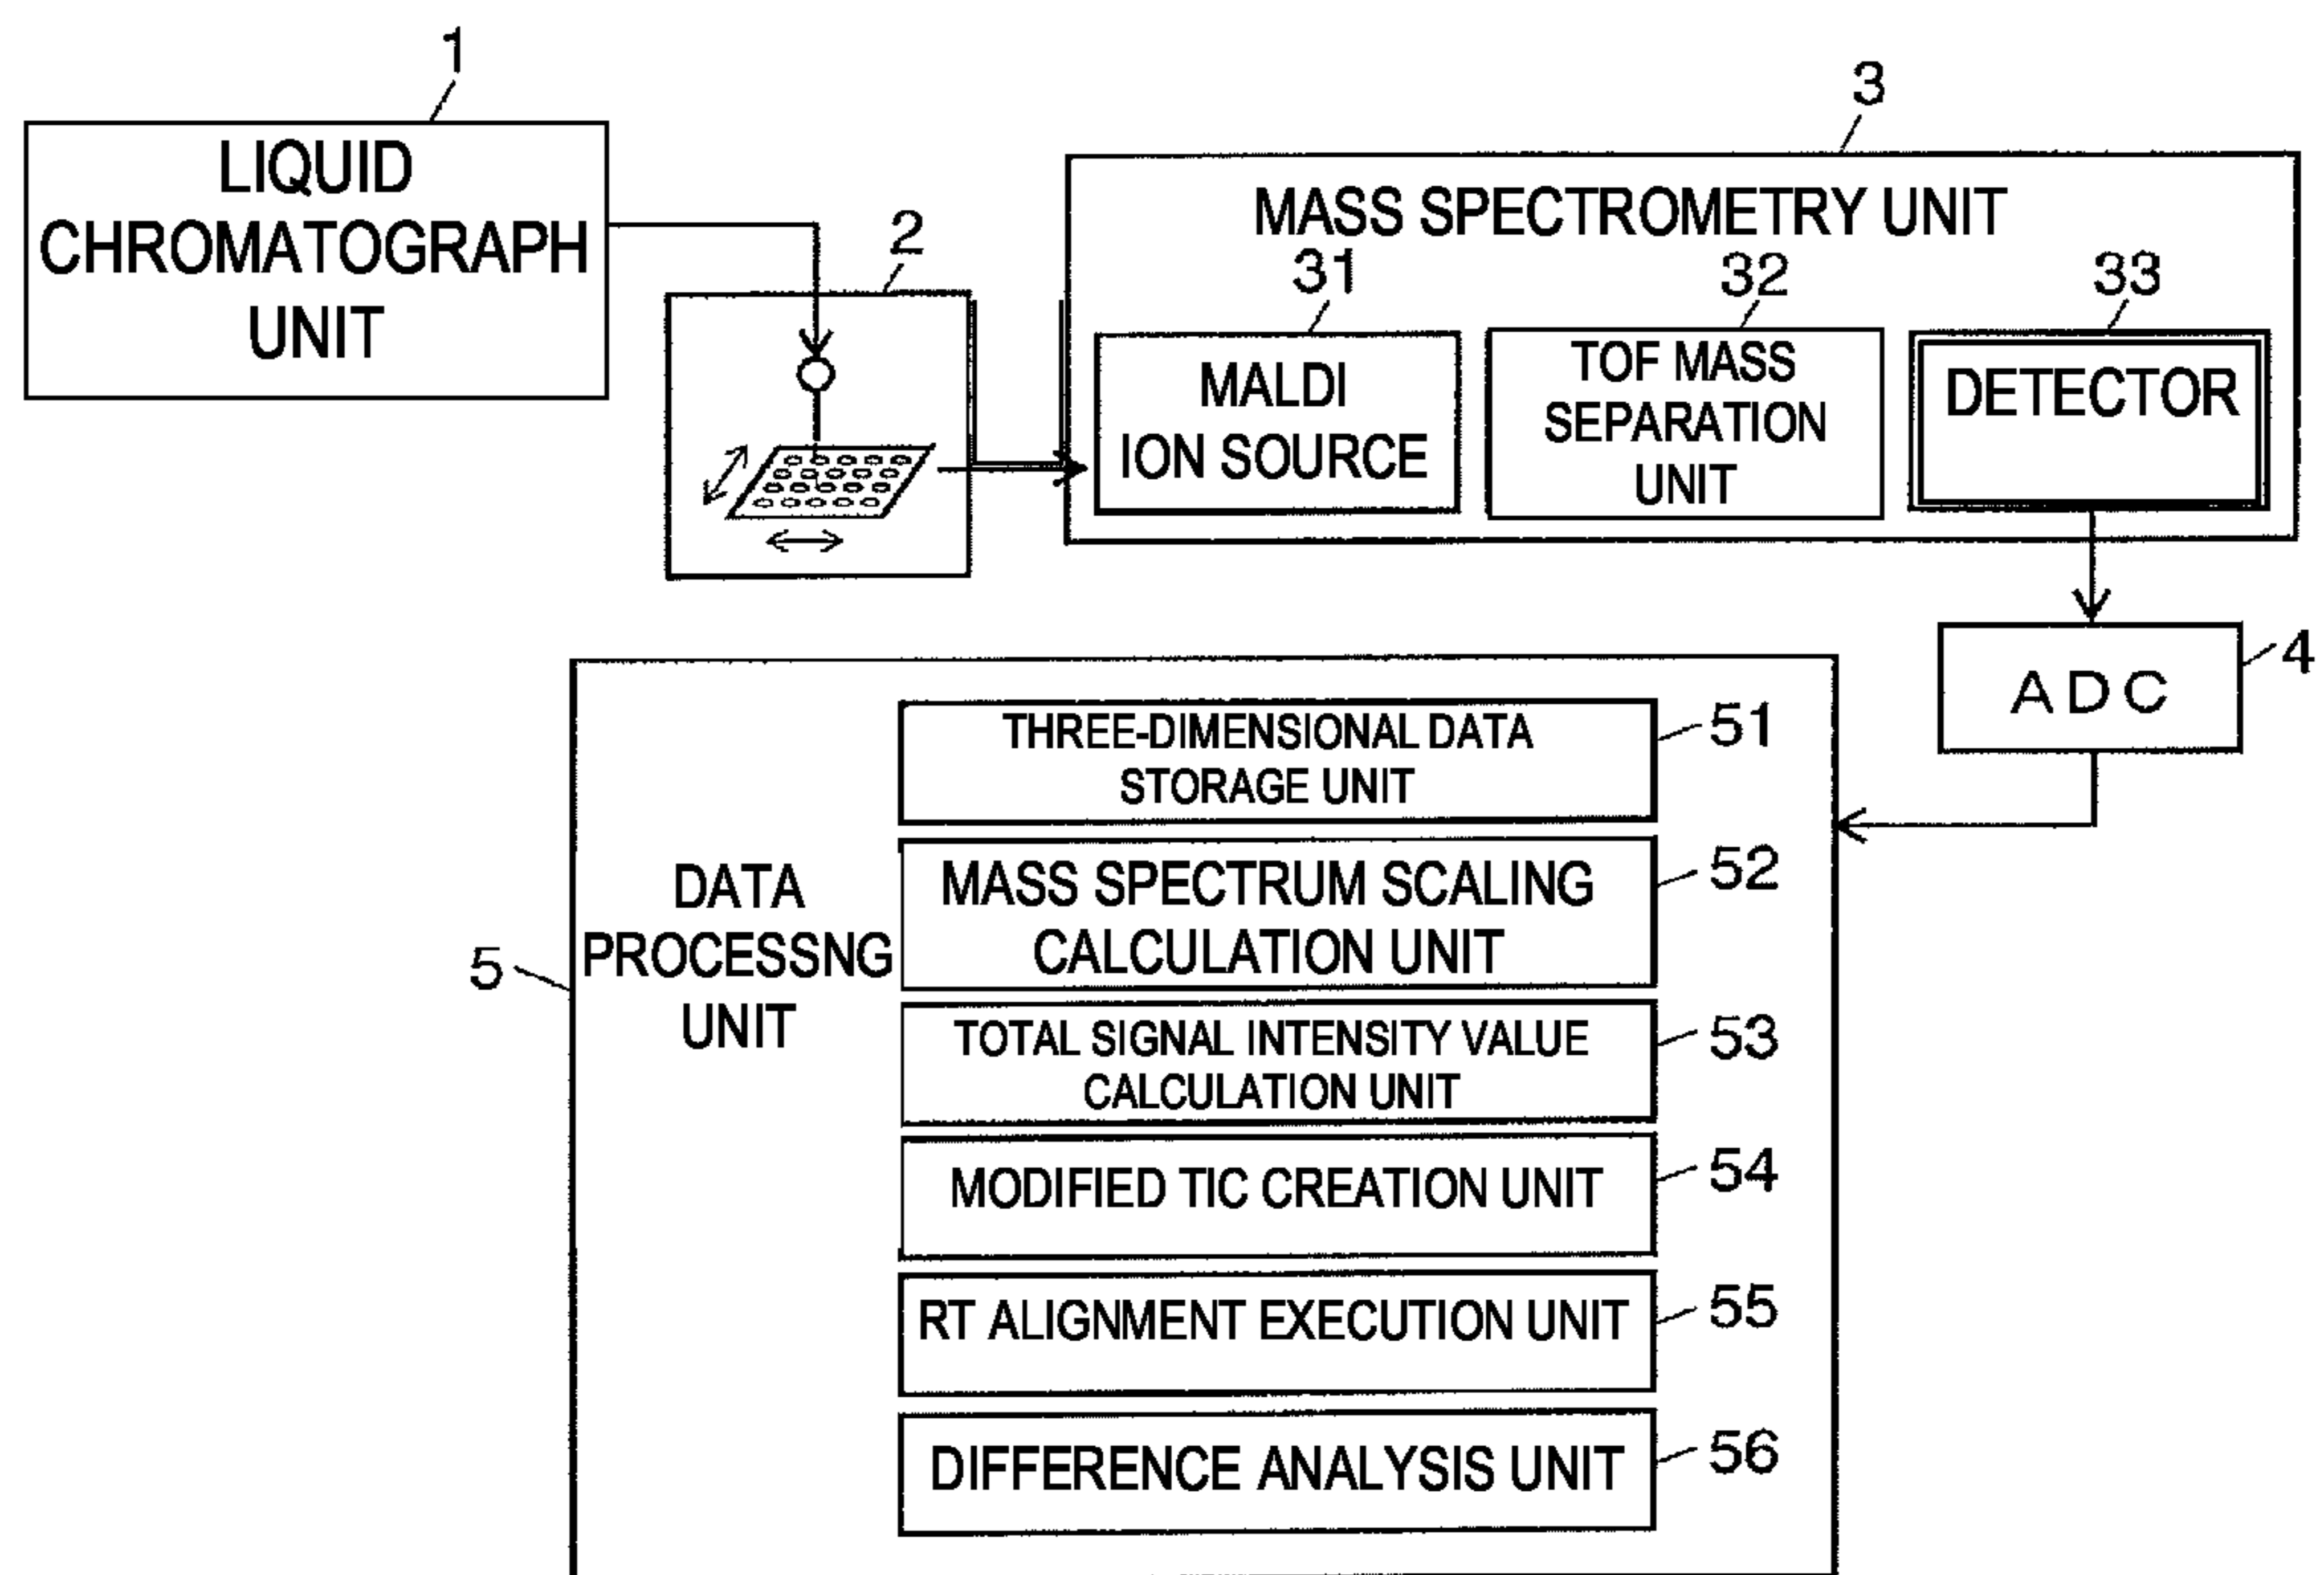 1
LIQUID
CHROMATOGRAPH
UNIT
2
3
MASS SPECTROMETRY UNIT
31
MALDI
ION SOURCE
32
TOF MASS
SEPARATION
UNIT
33
DETECTOR
ADC
4
5
DATA
PROCESSNG
UNIT
THREE-DIMENSIONAL DATA
STORAGE UNIT
51
MASS SPECTRUM SCALING
CALCULATION UNIT
52
TOTAL SIGNAL INTENSITY VALUE
CALCULATION UNIT
53
MODIFIED TIC CREATION UNIT
54
RT ALIGNMENT EXECUTION UNIT
55
DIFFERENCE ANALYSIS UNIT
56